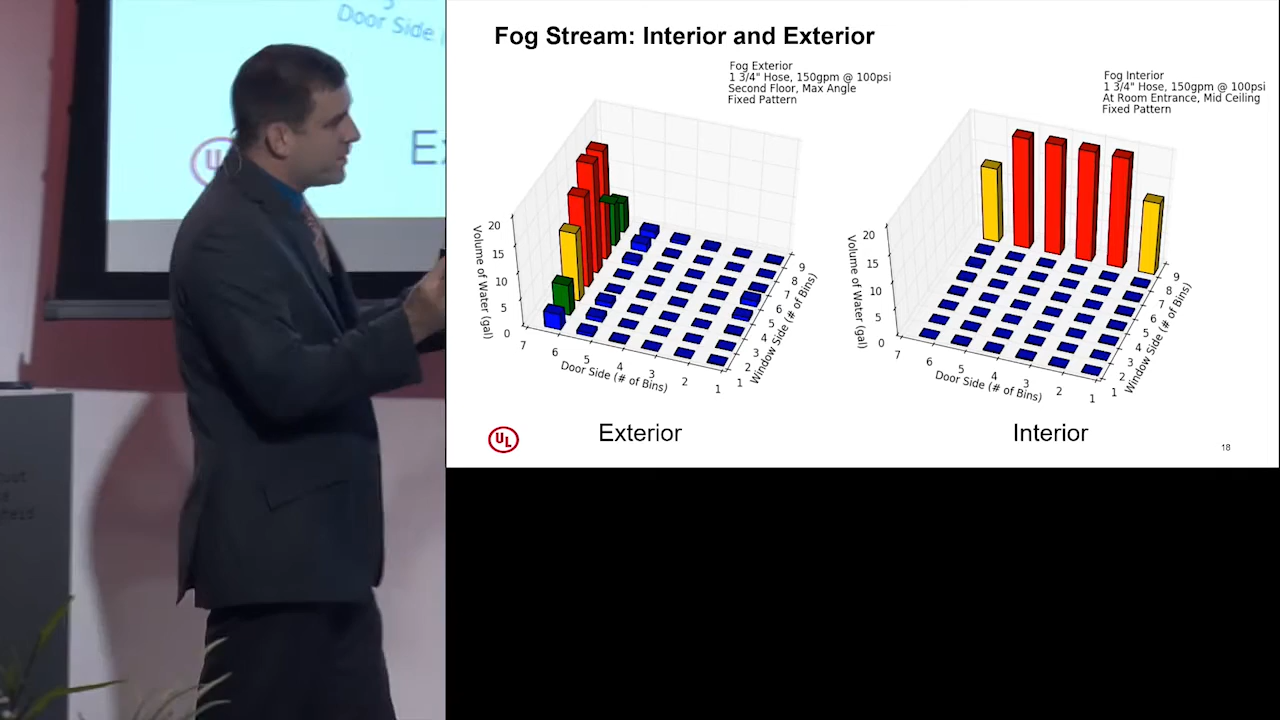 Door Side
Fog Stream: Interior and Exterior
Fog Exterior
1 3/4" Hose, 150gpm @ 100psi
Second Floor, Max Angle
Fixed Pattern
20
15
10
5
0
Volume of Water (gal)
7
6
5
4
3
2
1
Door Side (# of Bins)
1
2
3
4
5
6
7
8
9
Window Side (# of Bins)
Exterior
Fog Interior
1 3/4" Hose, 150gpm @ 100psi
At Room Entrance, Mid Ceiling
Fixed Pattern
20
15
10
5
0
Volume of Water (gal)
7
6
5
4
3
2
1
Door Side (# of Bins)
1
2
3
4
5
6
7
8
9
Window Side (# of Bins)
Interior
UL
18